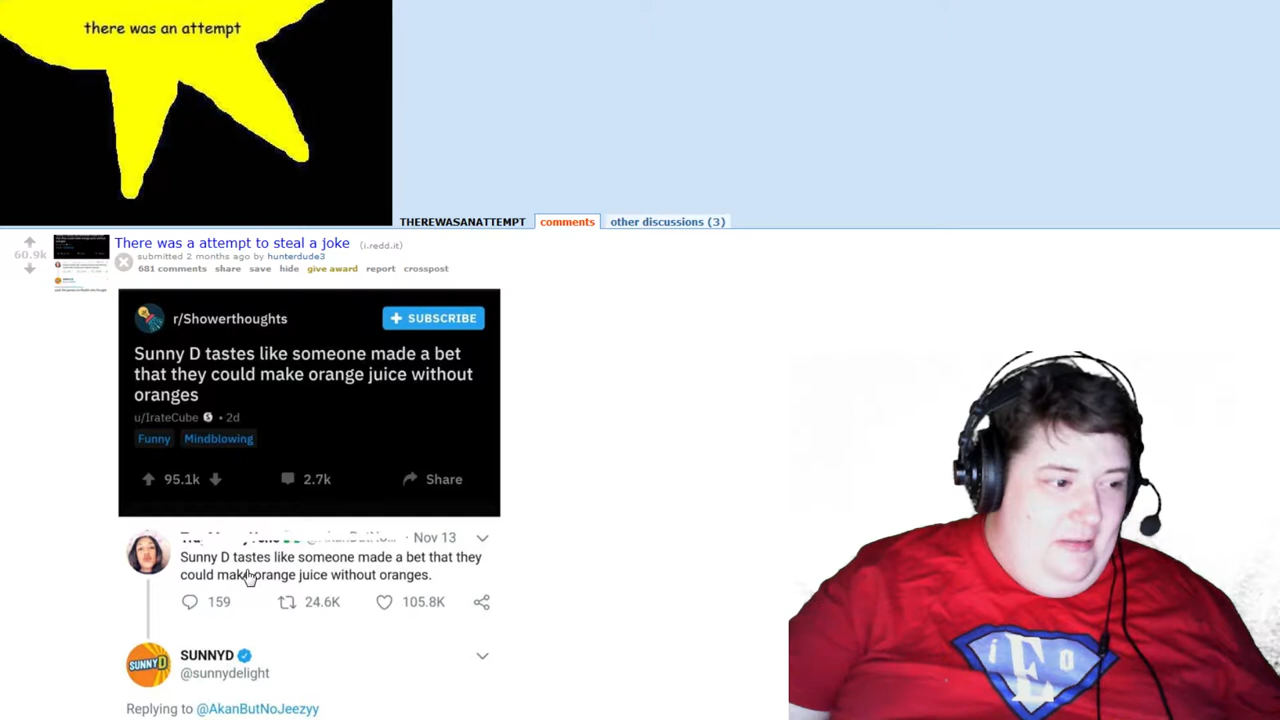 there was an attempt
THEREWASANATTEMPT comments other discussions (3)
60.9k
There was a attempt to steal a joke (i.redd.it)
submitted 2 months ago by hunterdude3
681 comments share save hide give award report crosspost
r/Showerthoughts
+ SUBSCRIBE
Sunny D tastes like someone made a bet
that they could make orange juice without
oranges
u/IrateCube S • 2d
Funny Mindblowing
95.1k 2.7k Share
· Nov 13
Sunny D tastes like someone made a bet that they
could make orange juice without oranges.
159 24.6K 105.8K
SUNNYD
SUNNYD
@sunnydelight
Replying to @AkanButNoJeezyy
iEO